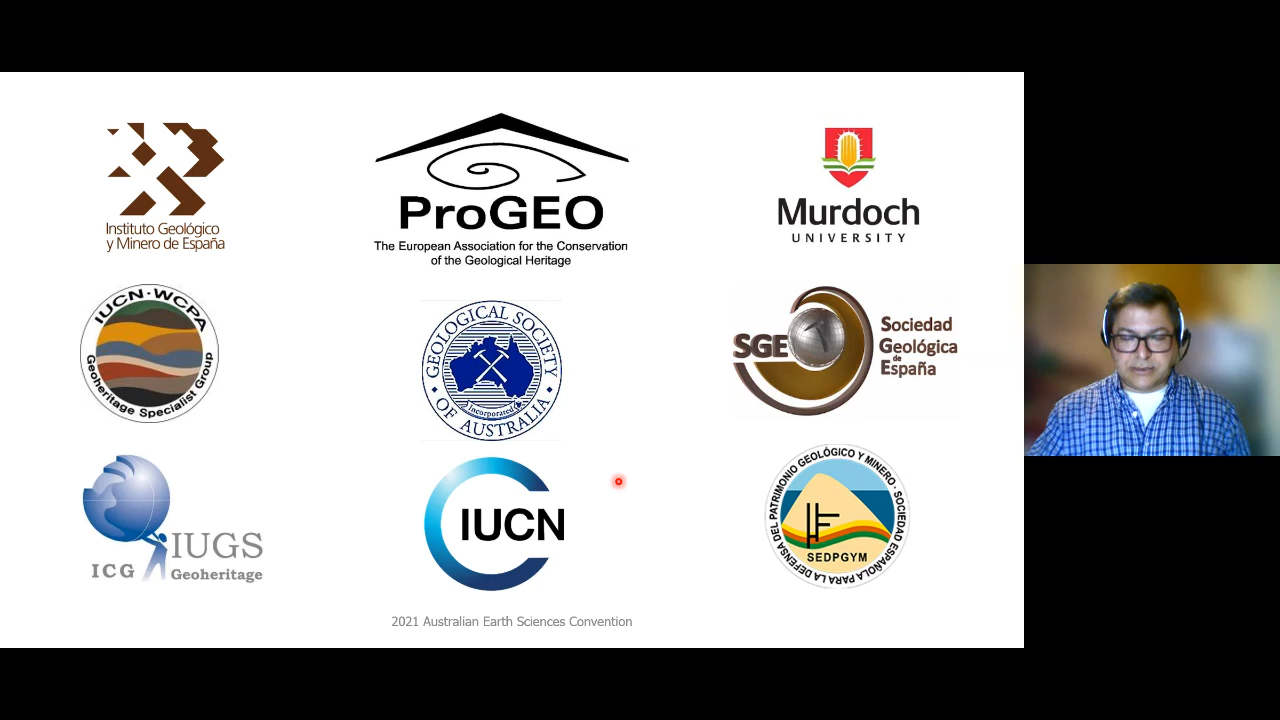 Instituto Geológico
y Minero de España
ProGEO
The European Association for the Conservation
of the Geological Heritage
Murdoch
UNIVERSITY
IUCN-WCPA
Geoheritage Specialist Group
GEOLOGICAL SOCIETY
OF AUSTRALIA
Incorporated
SGE
Sociedad
Geológica
de
España
ICG
IUGS
Geoheritage
IUCN
SOCIEDAD ESPAÑOLA PARA LA DEFENSA DEL PATRIMONIO GEOLÓGICO Y MINERO
SEDPGYM
2021 Australian Earth Sciences Convention